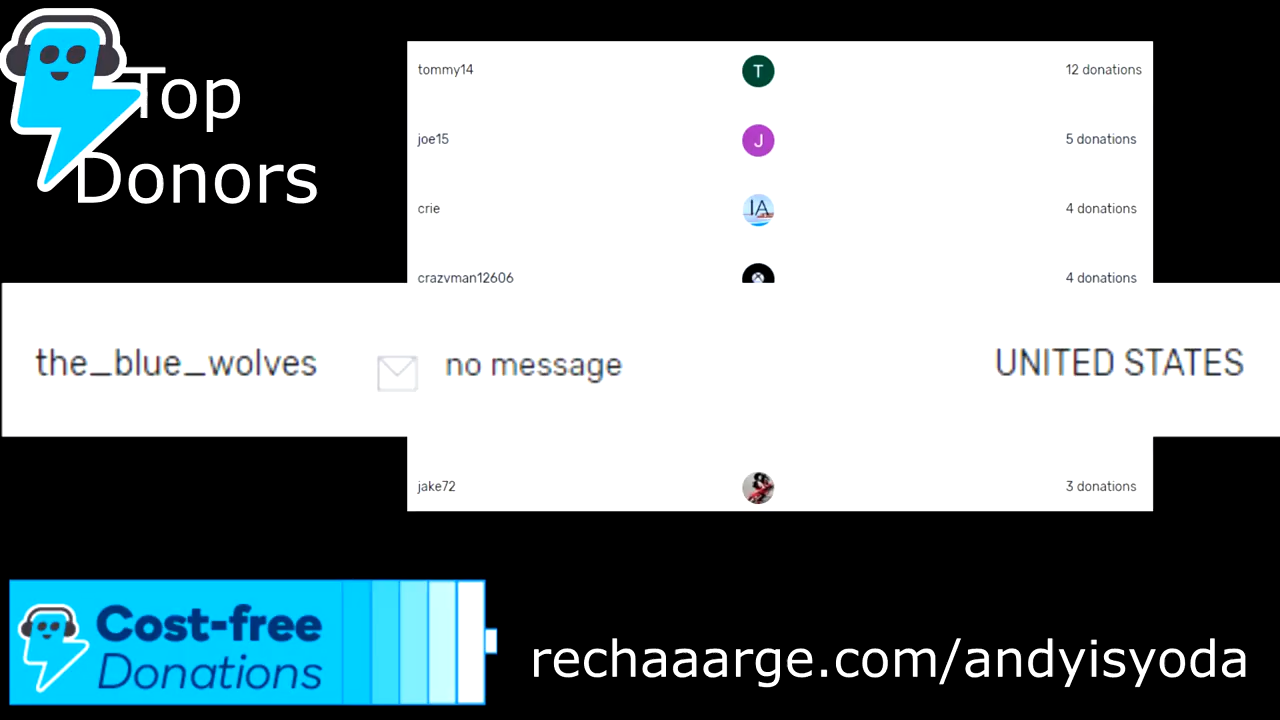 Top
Donors
tommy14 T 12 donations
joe15 J 5 donations
crie IA 4 donations
crazyman12606 4 donations
the_blue_wolves no message UNITED STATES
jake72 3 donations
Cost-free
Donations
rechaaarge.com/andyisyoda